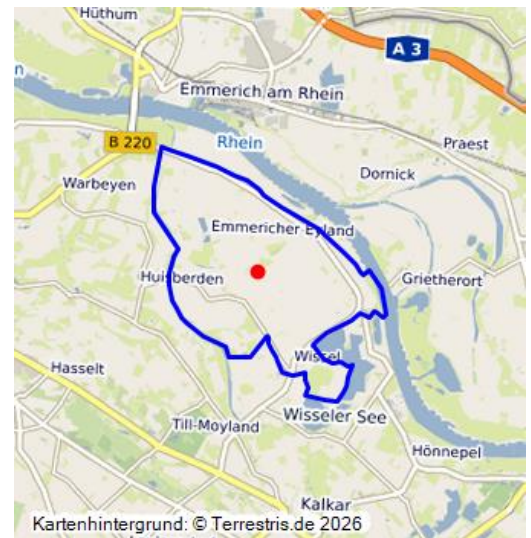 Hüthum
A 3
Emmerich am Rhein
B 220
Rhein
Praest
Warbeyen
Dornick
Emmericher Eyland
Huisberden
Grietherort
Hasselt
Wissel
Till-Moyland
Wisseler See
Hönnepel
Kalkar
Kartenhintergrund: © Terrestris.de 2026